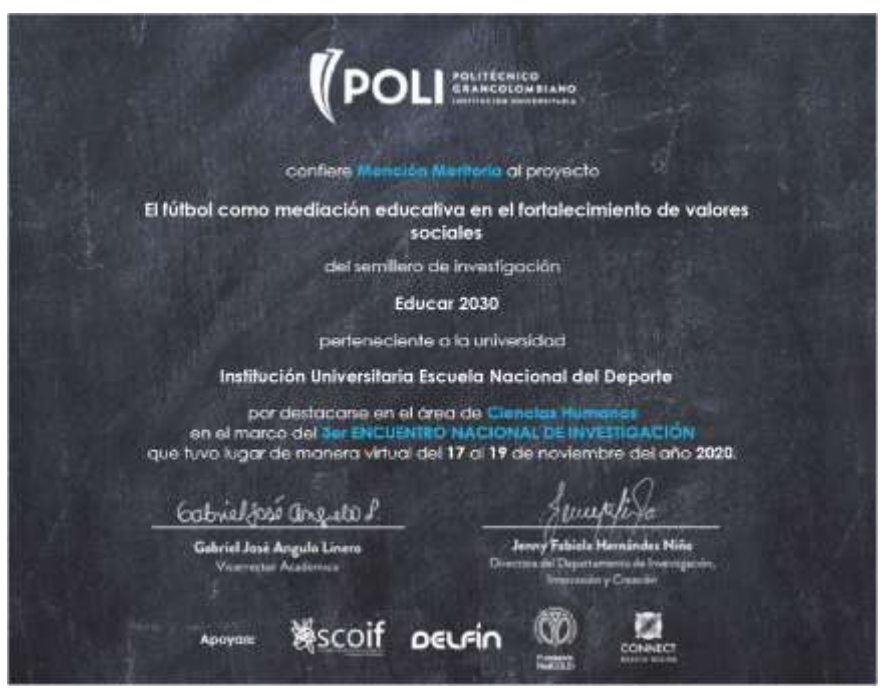 POLI
POLITÉCNICO
GRANCOLOMBIANO
INSTITUCIÓN UNIVERSITARIA
confiere Mención Meritoria al proyecto
El fútbol como mediación educativa en el fortalecimiento de valores
sociales
del semillero de investigación
Educar 2030
perteneciente a la universidad
Institución Universitaria Escuela Nacional del Deporte
por destacarse en el área de Ciencias Humanas
en el marco del 3er ENCUENTRO NACIONAL DE INVESTIGACIÓN
que tuvo lugar de manera virtual del 17 al 19 de noviembre del año 2020.
Gabriel José Angulo L.
Gabriel José Angulo Linero
Vicerrector Académico
Jenny Fabiola Hernández Niño
Directora del Departamento de Investigación,
Innovación y Creación
Apoyan:
scoif
DELFÍN
Fundación
CONNECT